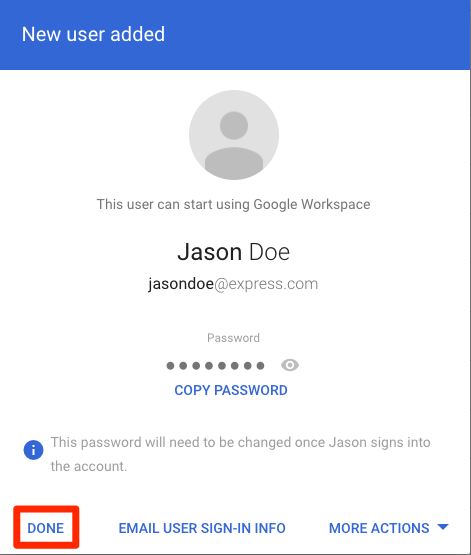 New user added
This user can start using Google Workspace
Jason Doe
jasondoe@express.com
Password
COPY PASSWORD
This password will need to be changed once Jason signs into
the account.
DONE EMAIL USER SIGN-IN INFO MORE ACTIONS